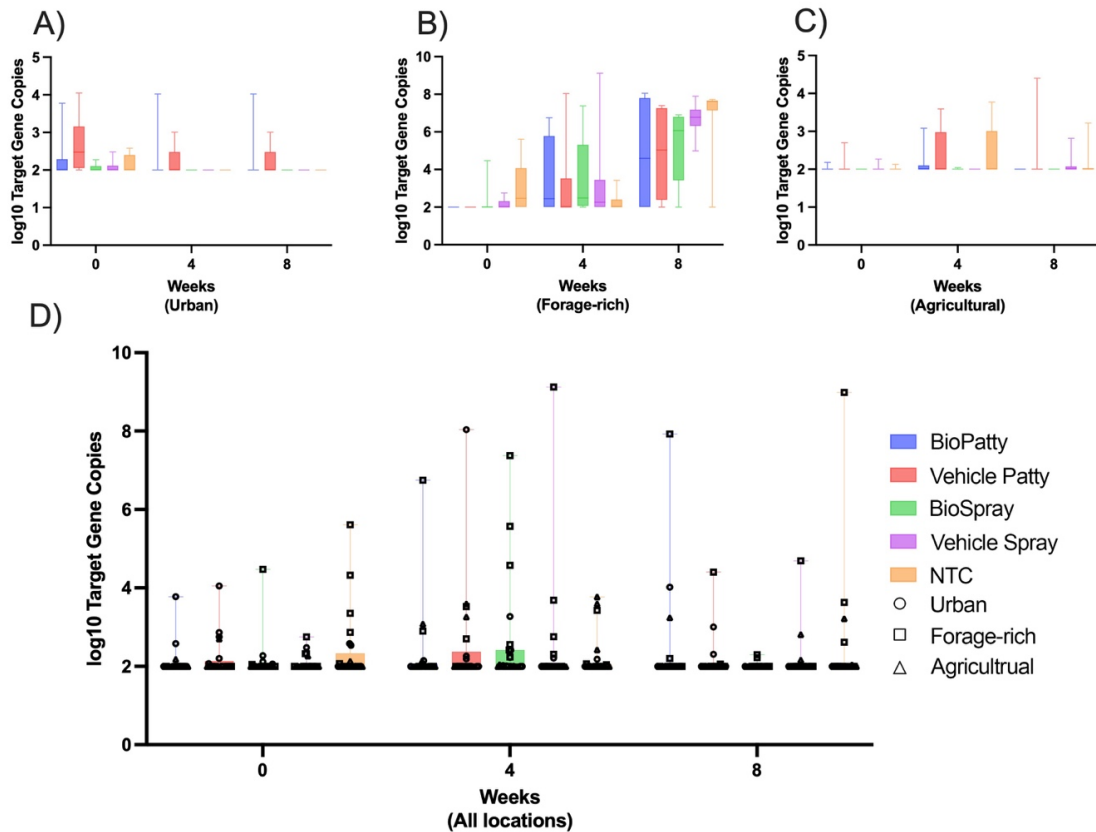 A)
B)
C)
log10 Target Gene Copies
5
4
3
2
1
0
4
8
Weeks
(Urban)
log10 Target Gene Copies
10
8
6
4
2
0
0
4
8
Weeks
(Forage-rich)
log10 Target Gene Copies
5
4
3
2
1
0
4
8
Weeks
(Agricultural)
D)
log10 Target Gene Copies
10
8
6
4
2
0
0
4
8
Weeks
(All locations)
BioPatty
Vehicle Patty
BioSpray
Vehicle Spray
NTC
Urban
Forage-rich
Agricultrual